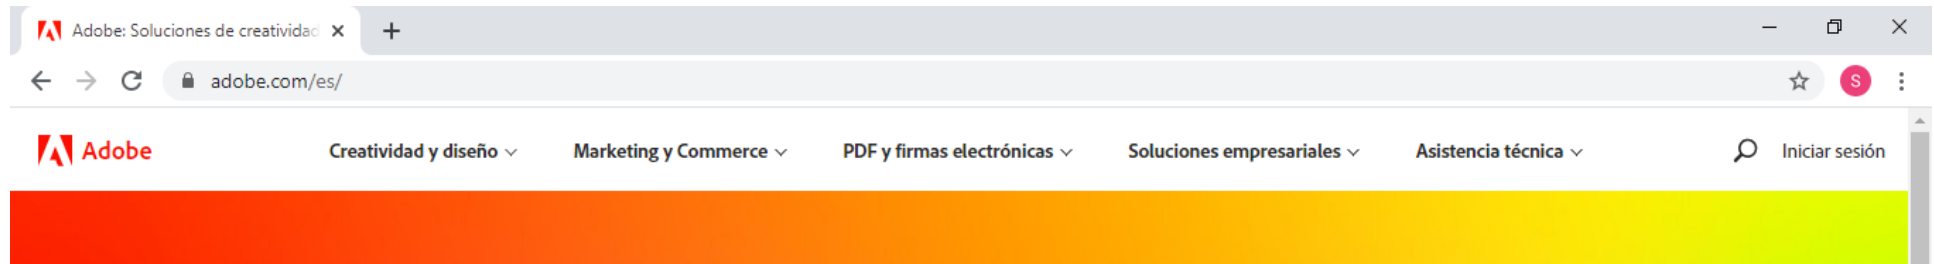 Adobe: Soluciones de creatividad
adobe.com/es/
S
Adobe
Creatividad y diseño
Marketing y Commerce
PDF y firmas electrónicas
Soluciones empresariales
Asistencia técnica
Iniciar sesión